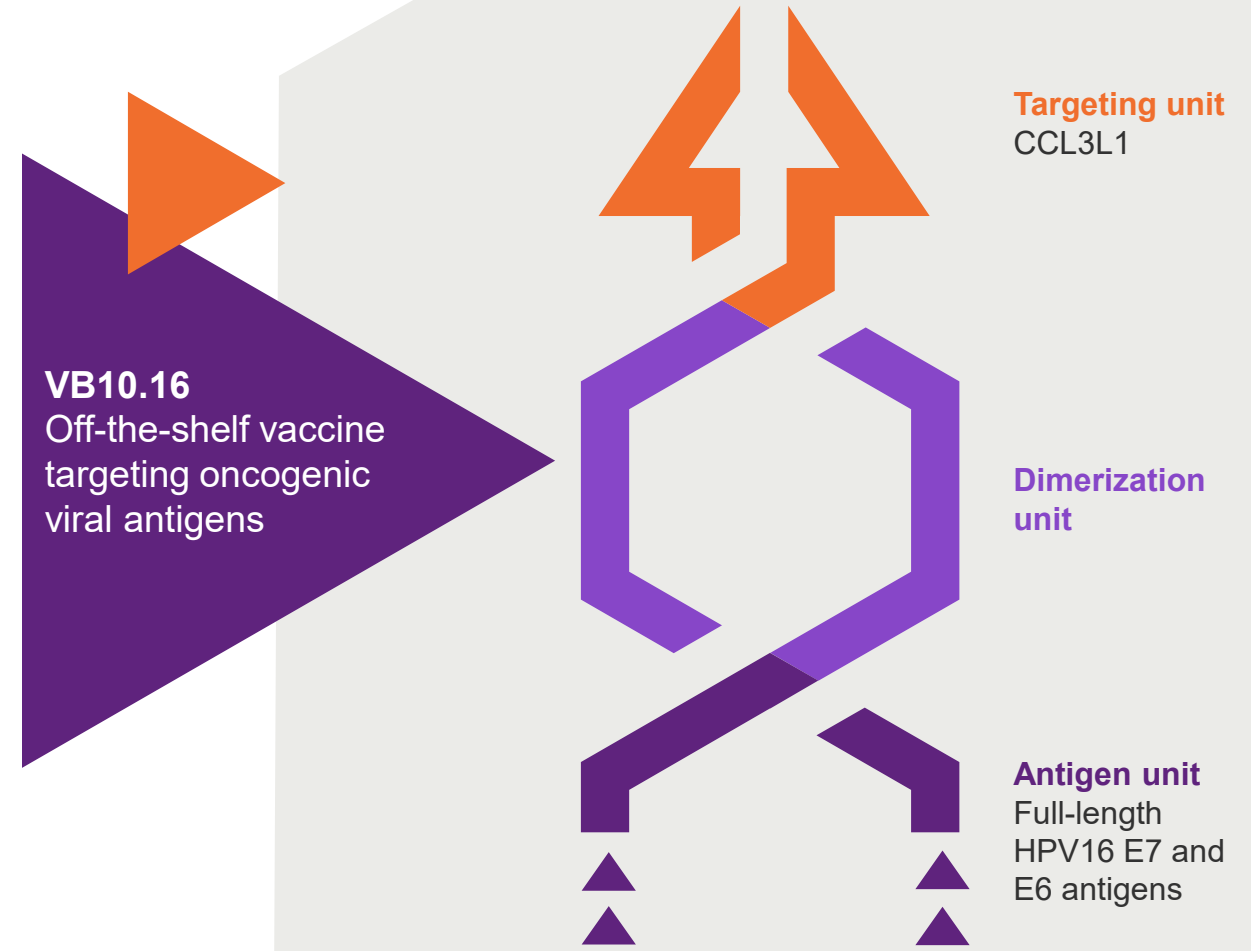 Targeting unit
CCL3L1
VB10.16
Off-the-shelf vaccine
targeting oncogenic
viral antigens
Dimerization
unit
Antigen unit
Full-length
HPV16 E7 and
E6 antigens